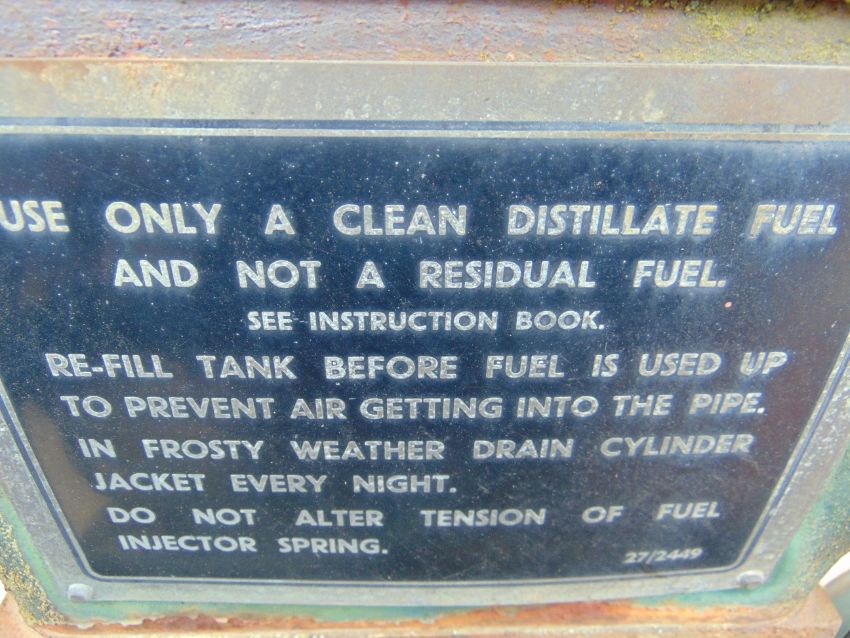 USE ONLY A CLEAN DISTILLATE FUEL
AND NOT A RESIDUAL FUEL.
SEE INSTRUCTION BOOK.
RE-FILL TANK BEFORE FUEL IS USED UP
TO PREVENT AIR GETTING INTO THE PIPE.
IN FROSTY WEATHER DRAIN CYLINDER
JACKET EVERY NIGHT.
DO NOT ALTER TENSION OF FUEL
INJECTOR SPRING.
27/2449